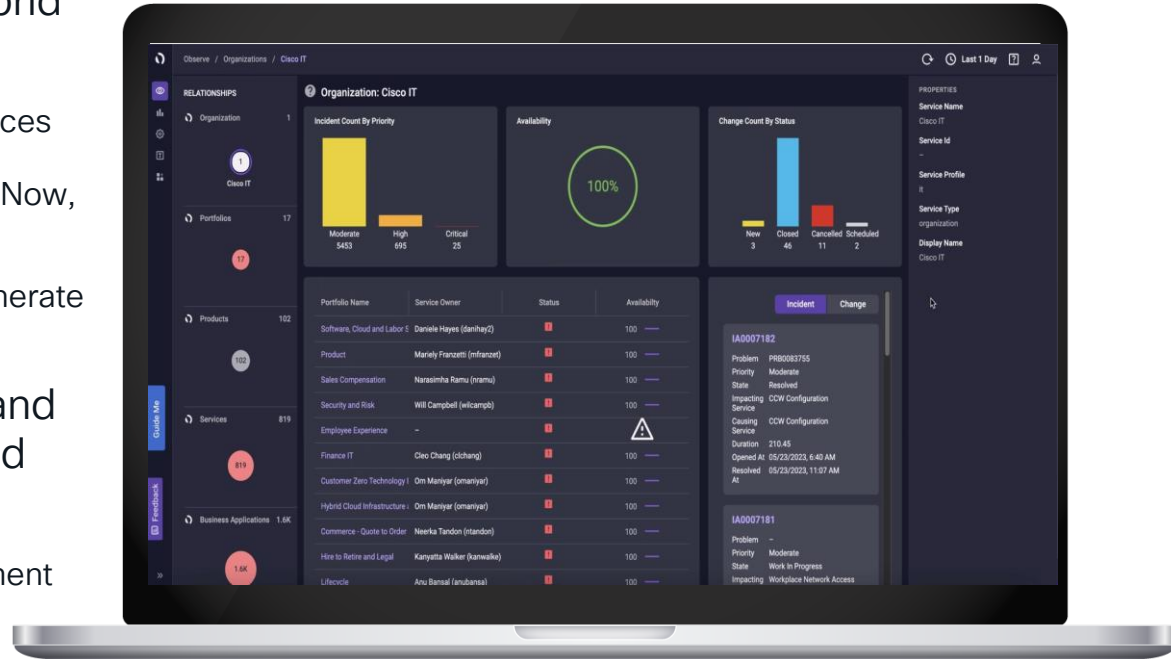 ond
ces
Now,
nerate
and
d
nent
Observe / Organizations / Cisco IT
Last 1 Day
RELATIONSHIPS
Organization 1
1
Cisco IT
Portfolios 17
17
Products 102
102
Services 819
819
Business Applications 1.6K
1.6K
Guide Me
Feedback
Organization: Cisco IT
Incident Count By Priority
Moderate High Critical
5453 695 25
Availability
100%
Change Count By Status
New Closed Cancelled Scheduled
3 46 11 2
Portfolio Name Service Owner Status Availabilty
Software, Cloud and Labor S Daniele Hayes (danihay2) 100
Product Mariely Franzetti (mfranzet) 100
Sales Compensation Narasimha Ramu (nramu) 100
Security and Risk Will Campbell (wilcampb) 100
Employee Experience –
Finance IT Cleo Chang (clchang) 100
Customer Zero Technology Om Maniyar (omaniyar) 100
Hybrid Cloud Infrastructure Om Maniyar (omaniyar) 100
Commerce - Quote to Order Neerka Tandon (ntandon) 100
Hire to Retire and Legal Kanyatta Walker (kanwalke) 100
Lifecycle Anu Bansal (anubansa) 100
Incident Change
IA0007182
Problem PRB0083755
Priority Moderate
State Resolved
Impacting CCW Configuration
Service
Causing CCW Configuration
Service
Duration 210.45
Opened At 05/23/2023, 6:40 AM
Resolved 05/23/2023, 11:07 AM
At
IA0007181
Problem –
Priority Moderate
State Work In Progress
Impacting Workplace Network Access
PROPERTIES
Service Name
Cisco IT
Service Id
–
Service Profile
it
Service Type
organization
Display Name
Cisco IT